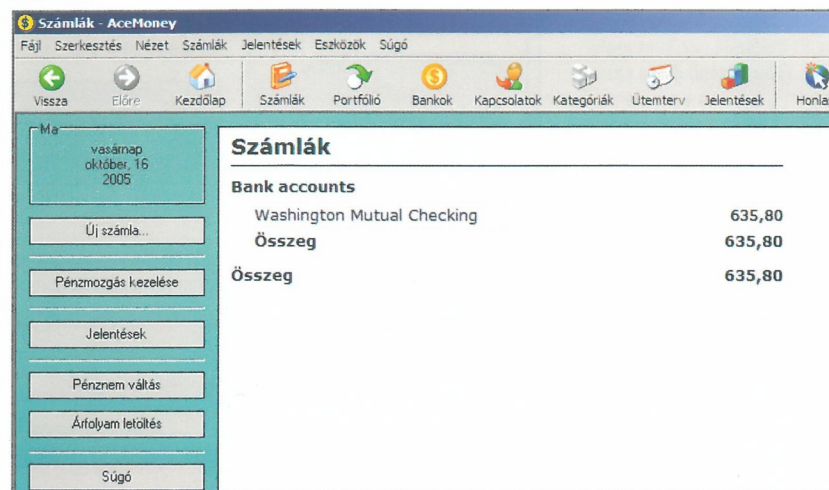 Számlák - AceMoney
Fájl Szerkesztés Nézet Számlák Jelentések Eszközök Súgó
Vissza Előre Kezdőlap Számlák Portfólió Bankok Kapcsolatok Kategóriák Ütemterv Jelentések
Ma
vasárnap
október, 16
2005
Új számla...
Pénzmozgás kezelése
Jelentések
Pénznem váltás
Árfolyam letöltés
Súgó
Számlák
Bank accounts
Washington Mutual Checking 635,80
Összeg 635,80
Összeg 635,80